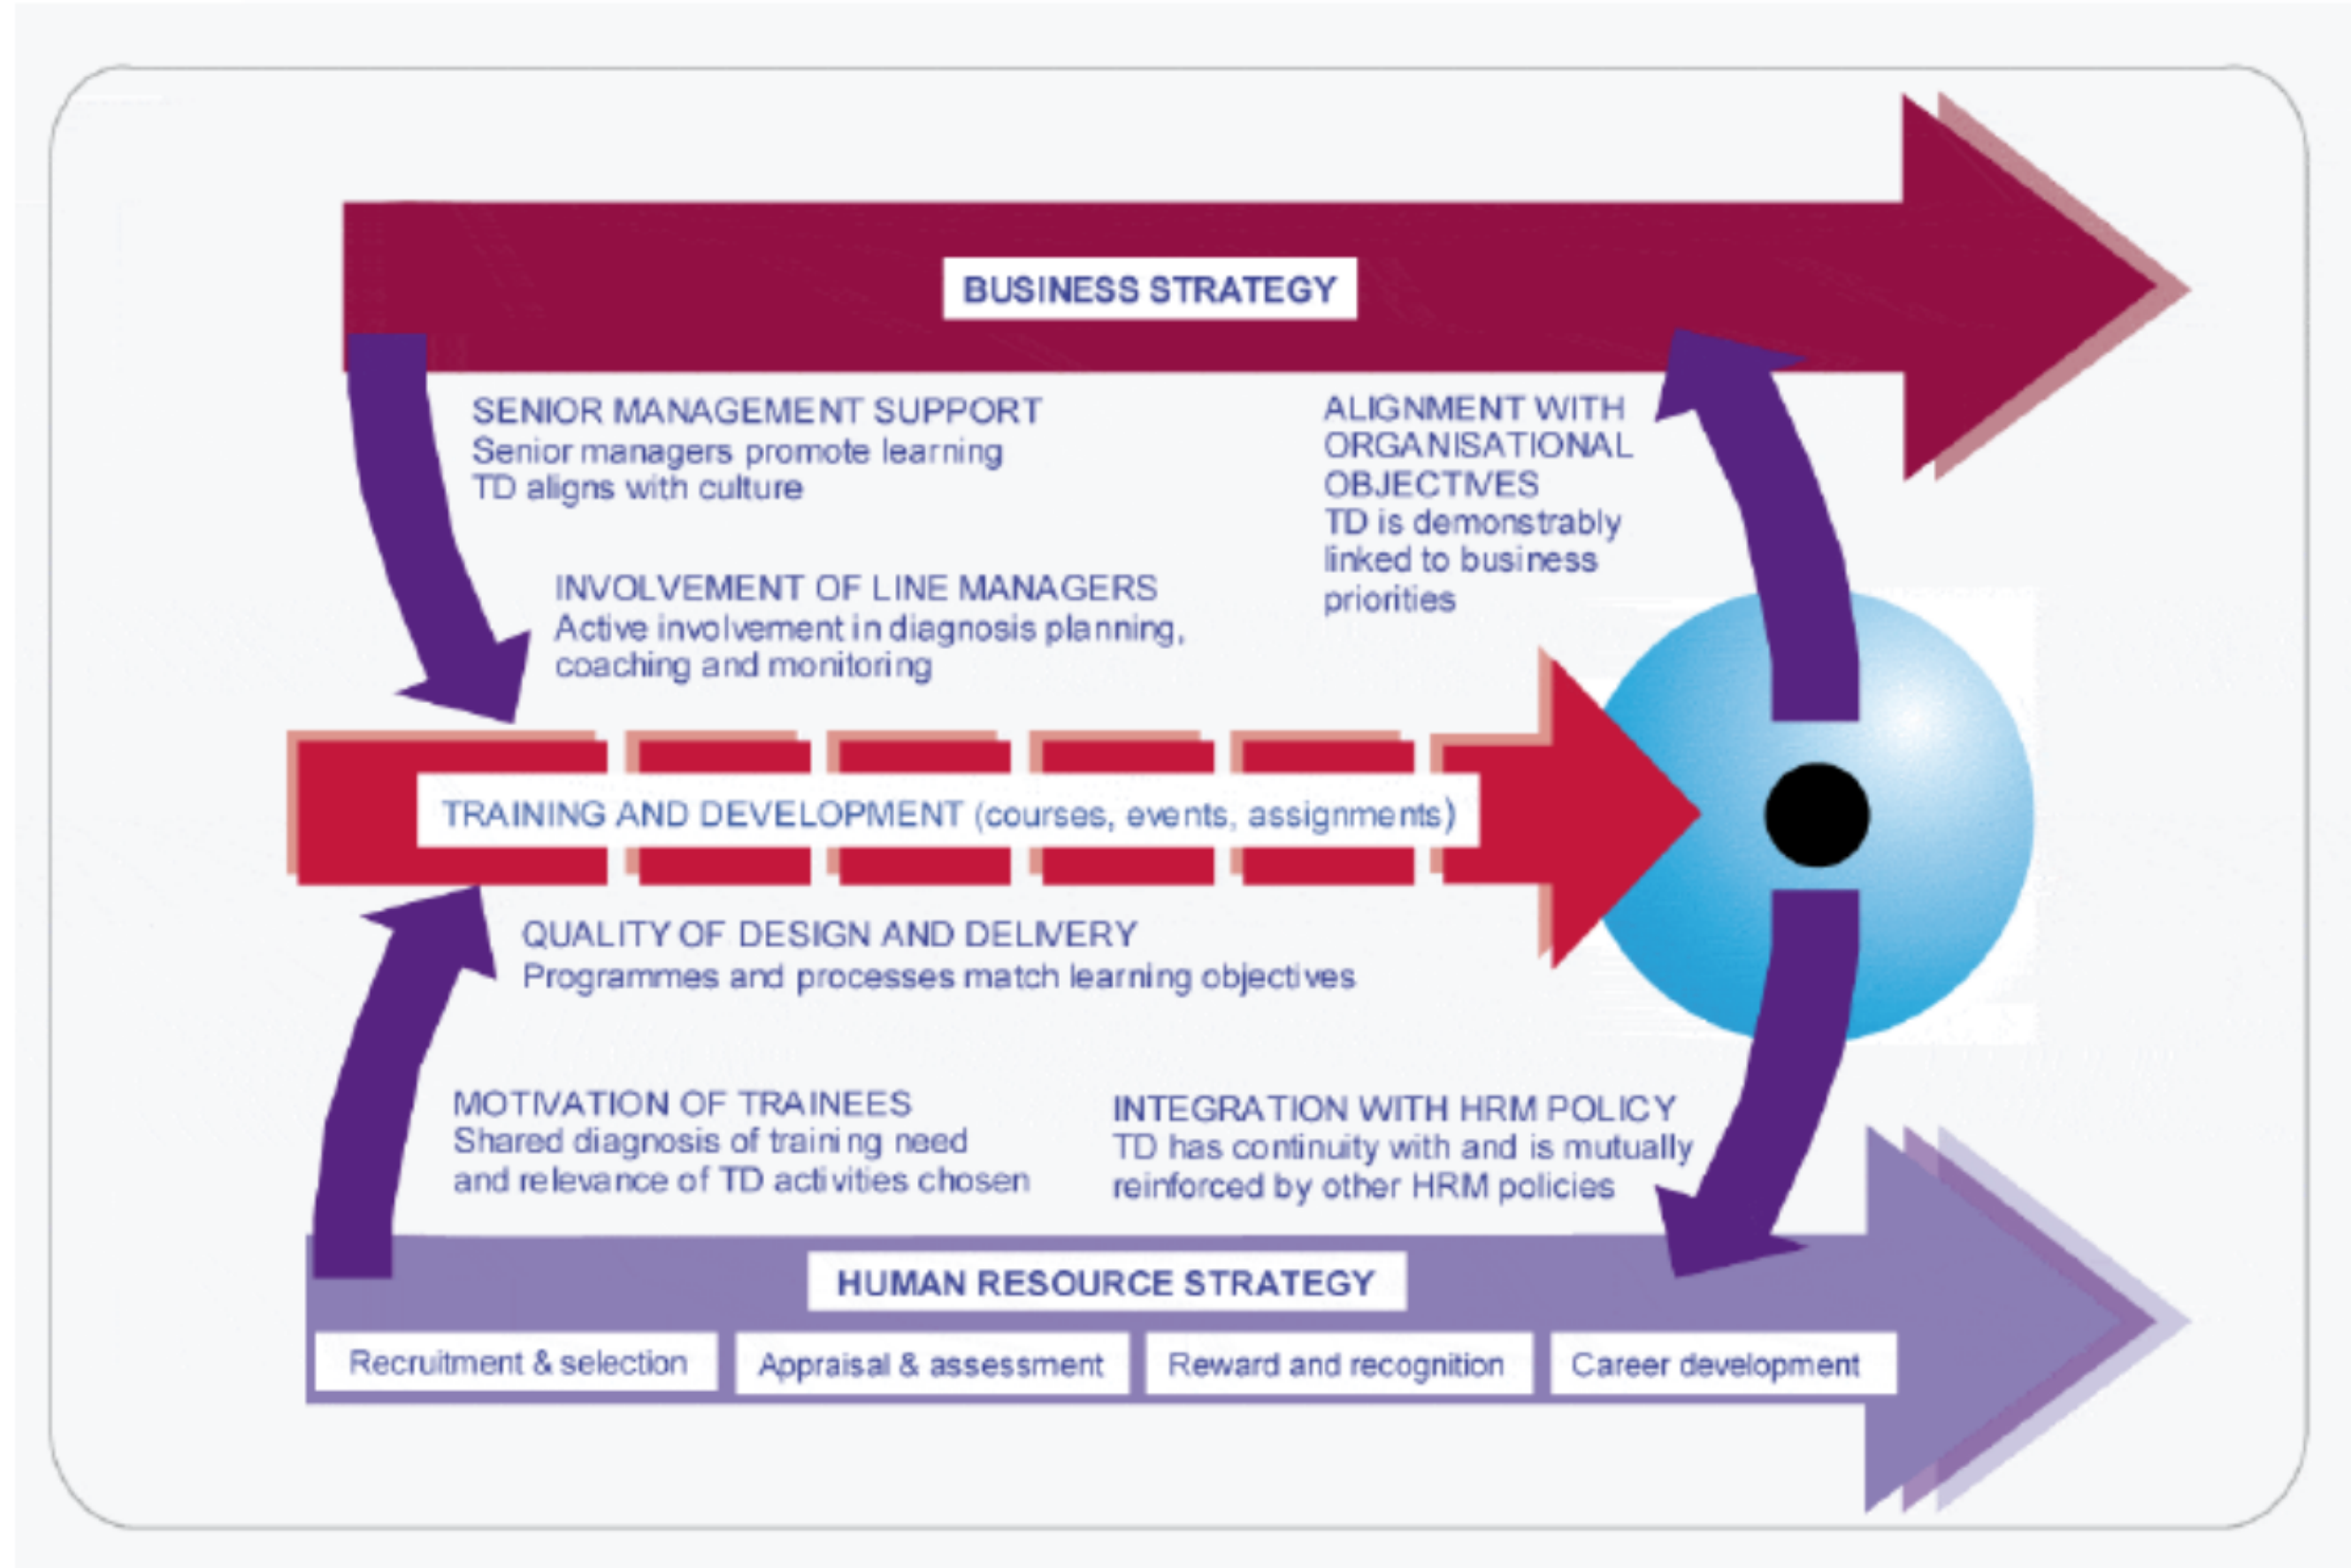 BUSINESS STRATEGY
SENIOR MANAGEMENT SUPPORT
Senior managers promote learning
TD aligns with culture
ALIGNMENT WITH
ORGANISATIONAL
OBJECTIVES
TD is demonstrably
linked to business
priorities
INVOLVEMENT OF LINE MANAGERS
Active involvement in diagnosis planning,
coaching and monitoring
TRAINING AND DEVELOPMENT (courses, events, assignments)
QUALITY OF DESIGN AND DELIVERY
Programmes and processes match learning objectives
MOTIVATION OF TRAINEES
Shared diagnosis of training need
and relevance of TD activities chosen
INTEGRATION WITH HRM POLICY
TD has continuity with and is mutually
reinforced by other HRM policies
HUMAN RESOURCE STRATEGY
Recruitment & selection
Appraisal & assessment
Reward and recognition
Career development